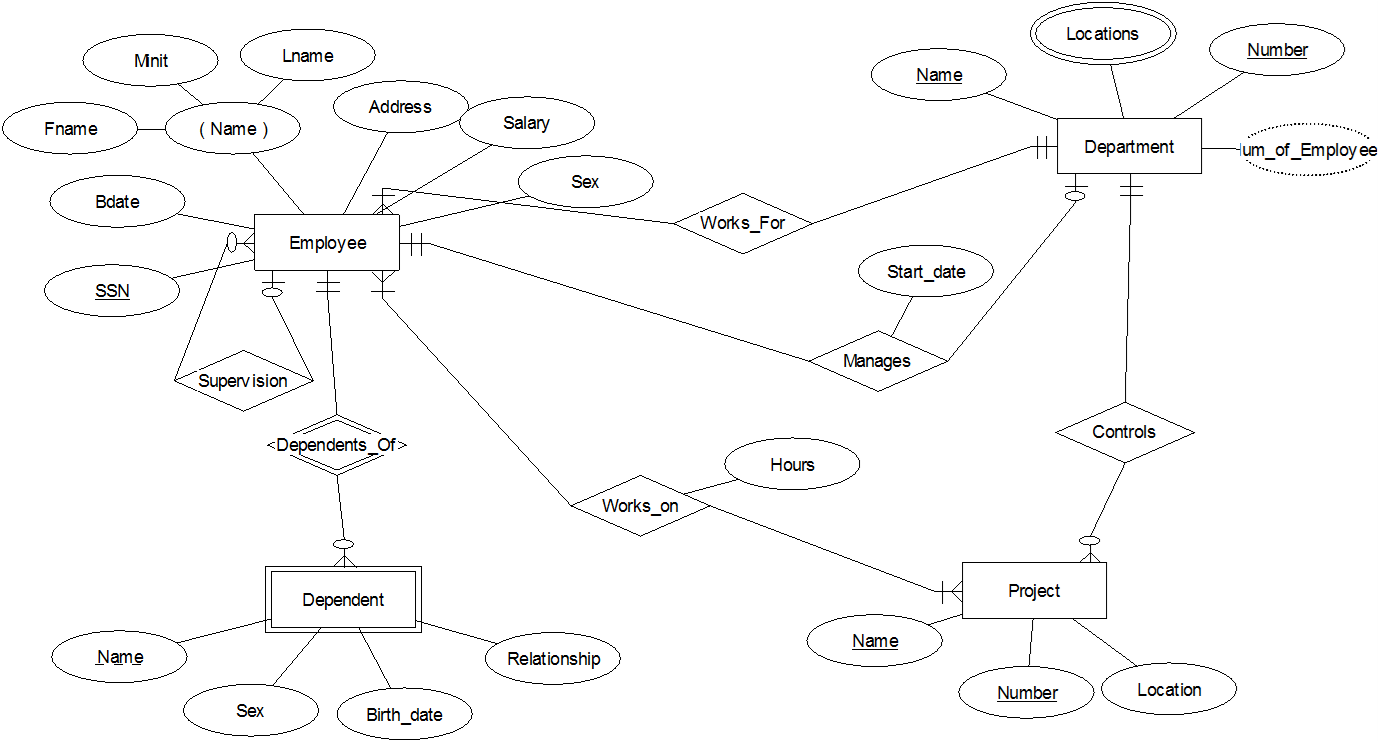 Locations
Minit
Lname
Name
Number
Address
Salary
Fname
( Name )
Department
um_of_Employee
Sex
Bdate
Works_For
Employee
Start_date
SSN
Manages
Supervision
Controls
Dependents_Of
Hours
Works_on
Project
Dependent
Name
Name
Relationship
Number
Location
Sex
Birth_date